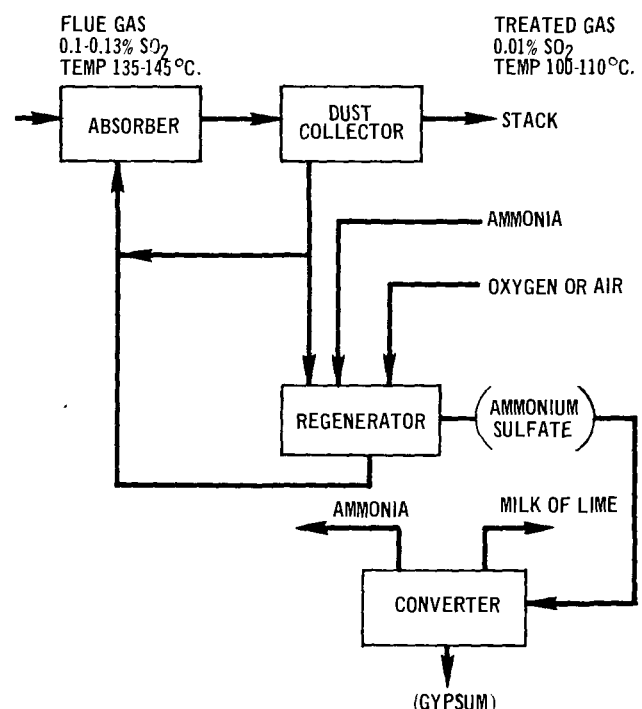 FLUE GAS
0.1-0.13% SO2
TEMP 135-145°C.
TREATED GAS
0.01% SO2
TEMP 100-110°C.
ABSORBER
DUST
COLLECTOR
STACK
AMMONIA
OXYGEN OR AIR
REGENERATOR
(AMMONIUM
SULFATE)
AMMONIA
MILK OF LIME
CONVERTER
(GYPSUM)